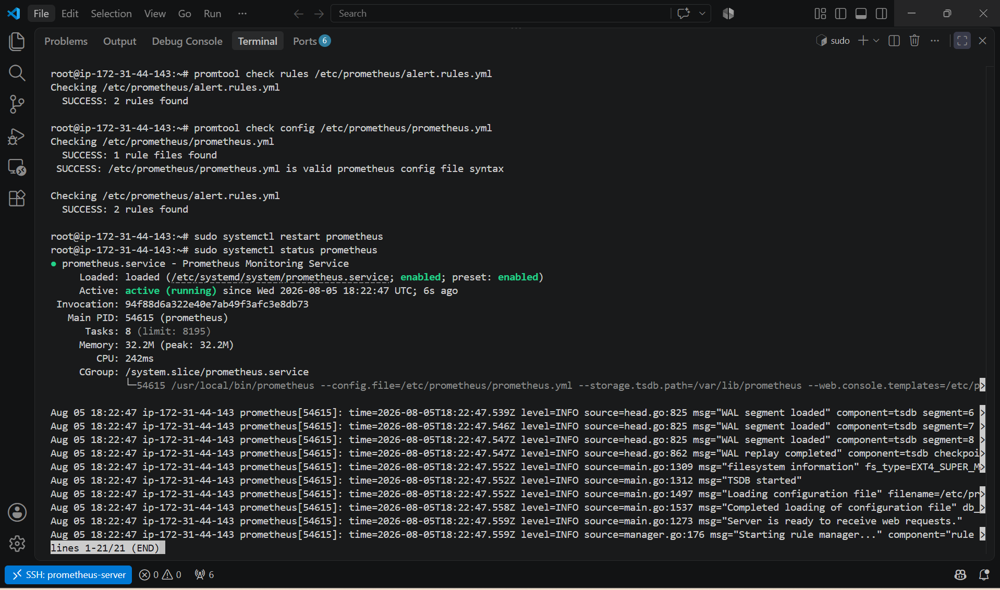 File Edit Selection View Go Run ··· Search
Problems Output Debug Console Terminal Ports 6 sudo
root@ip-172-31-44-143:~# promtool check rules /etc/prometheus/alert.rules.yml
Checking /etc/prometheus/alert.rules.yml
SUCCESS: 2 rules found
root@ip-172-31-44-143:~# promtool check config /etc/prometheus/prometheus.yml
Checking /etc/prometheus/prometheus.yml
SUCCESS: 1 rule files found
SUCCESS: /etc/prometheus/prometheus.yml is valid prometheus config file syntax
Checking /etc/prometheus/alert.rules.yml
SUCCESS: 2 rules found
root@ip-172-31-44-143:~# sudo systemctl restart prometheus
root@ip-172-31-44-143:~# sudo systemctl status prometheus
● prometheus.service - Prometheus Monitoring Service
Loaded: loaded (/etc/systemd/system/prometheus.service; enabled; preset: enabled)
Active: active (running) since Wed 2026-08-05 18:22:47 UTC; 6s ago
Invocation: 94f88d6a322e40e7ab49f3afc3e8db73
Main PID: 54615 (prometheus)
Tasks: 8 (limit: 8195)
Memory: 32.2M (peak: 32.2M)
CPU: 242ms
CGroup: /system.slice/prometheus.service
└─54615 /usr/local/bin/prometheus --config.file=/etc/prometheus/prometheus.yml --storage.tsdb.path=/var/lib/prometheus --web.console.templates=/etc/p>
Aug 05 18:22:47 ip-172-31-44-143 prometheus[54615]: time=2026-08-05T18:22:47.539Z level=INFO source=head.go:825 msg="WAL segment loaded" component=tsdb segment=6 >
Aug 05 18:22:47 ip-172-31-44-143 prometheus[54615]: time=2026-08-05T18:22:47.546Z level=INFO source=head.go:825 msg="WAL segment loaded" component=tsdb segment=7 >
Aug 05 18:22:47 ip-172-31-44-143 prometheus[54615]: time=2026-08-05T18:22:47.547Z level=INFO source=head.go:825 msg="WAL segment loaded" component=tsdb segment=8 >
Aug 05 18:22:47 ip-172-31-44-143 prometheus[54615]: time=2026-08-05T18:22:47.547Z level=INFO source=head.go:862 msg="WAL replay completed" component=tsdb checkpoi>
Aug 05 18:22:47 ip-172-31-44-143 prometheus[54615]: time=2026-08-05T18:22:47.552Z level=INFO source=main.go:1309 msg="filesystem information" fs_type=EXT4_SUPER_M>
Aug 05 18:22:47 ip-172-31-44-143 prometheus[54615]: time=2026-08-05T18:22:47.552Z level=INFO source=main.go:1312 msg="TSDB started"
Aug 05 18:22:47 ip-172-31-44-143 prometheus[54615]: time=2026-08-05T18:22:47.552Z level=INFO source=main.go:1497 msg="Loading configuration file" filename=/etc/pr>
Aug 05 18:22:47 ip-172-31-44-143 prometheus[54615]: time=2026-08-05T18:22:47.558Z level=INFO source=main.go:1537 msg="Completed loading of configuration file" db_>
Aug 05 18:22:47 ip-172-31-44-143 prometheus[54615]: time=2026-08-05T18:22:47.559Z level=INFO source=main.go:1273 msg="Server is ready to receive web requests."
Aug 05 18:22:47 ip-172-31-44-143 prometheus[54615]: time=2026-08-05T18:22:47.559Z level=INFO source=manager.go:176 msg="Starting rule manager..." component="rule >
lines 1-21/21 (END)
SSH: prometheus-server 0 0 6